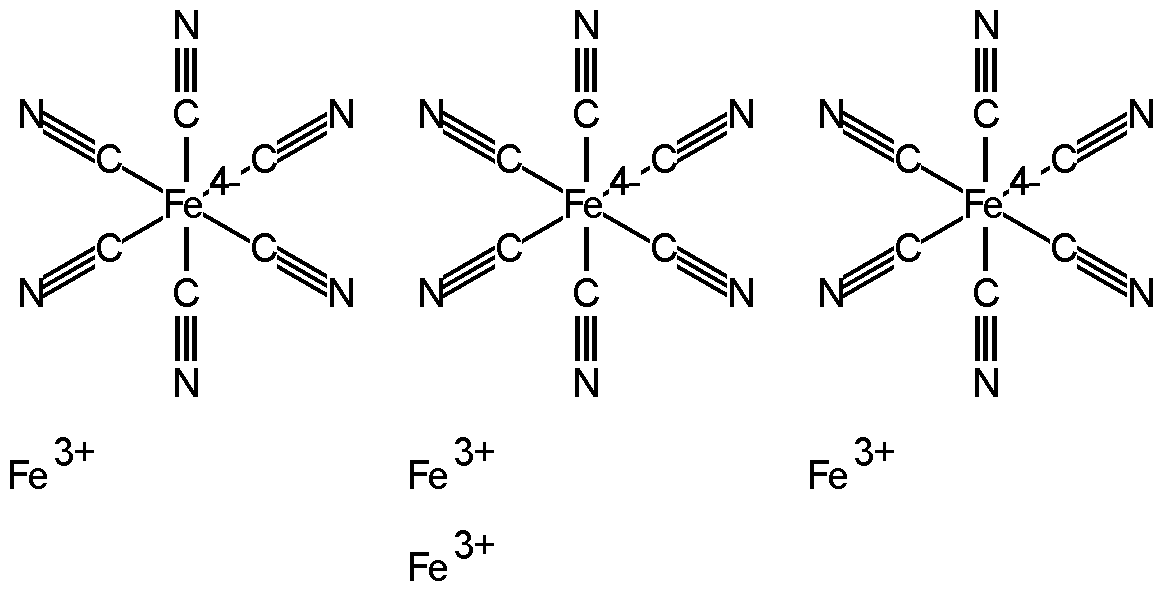 N N N
N N N N N N
C C C
C C C C C C
Fe 4- Fe 4- Fe 4-
C C C C C C
N C N N C N N C N
N N N
Fe 3+ Fe 3+ Fe 3+
Fe 3+